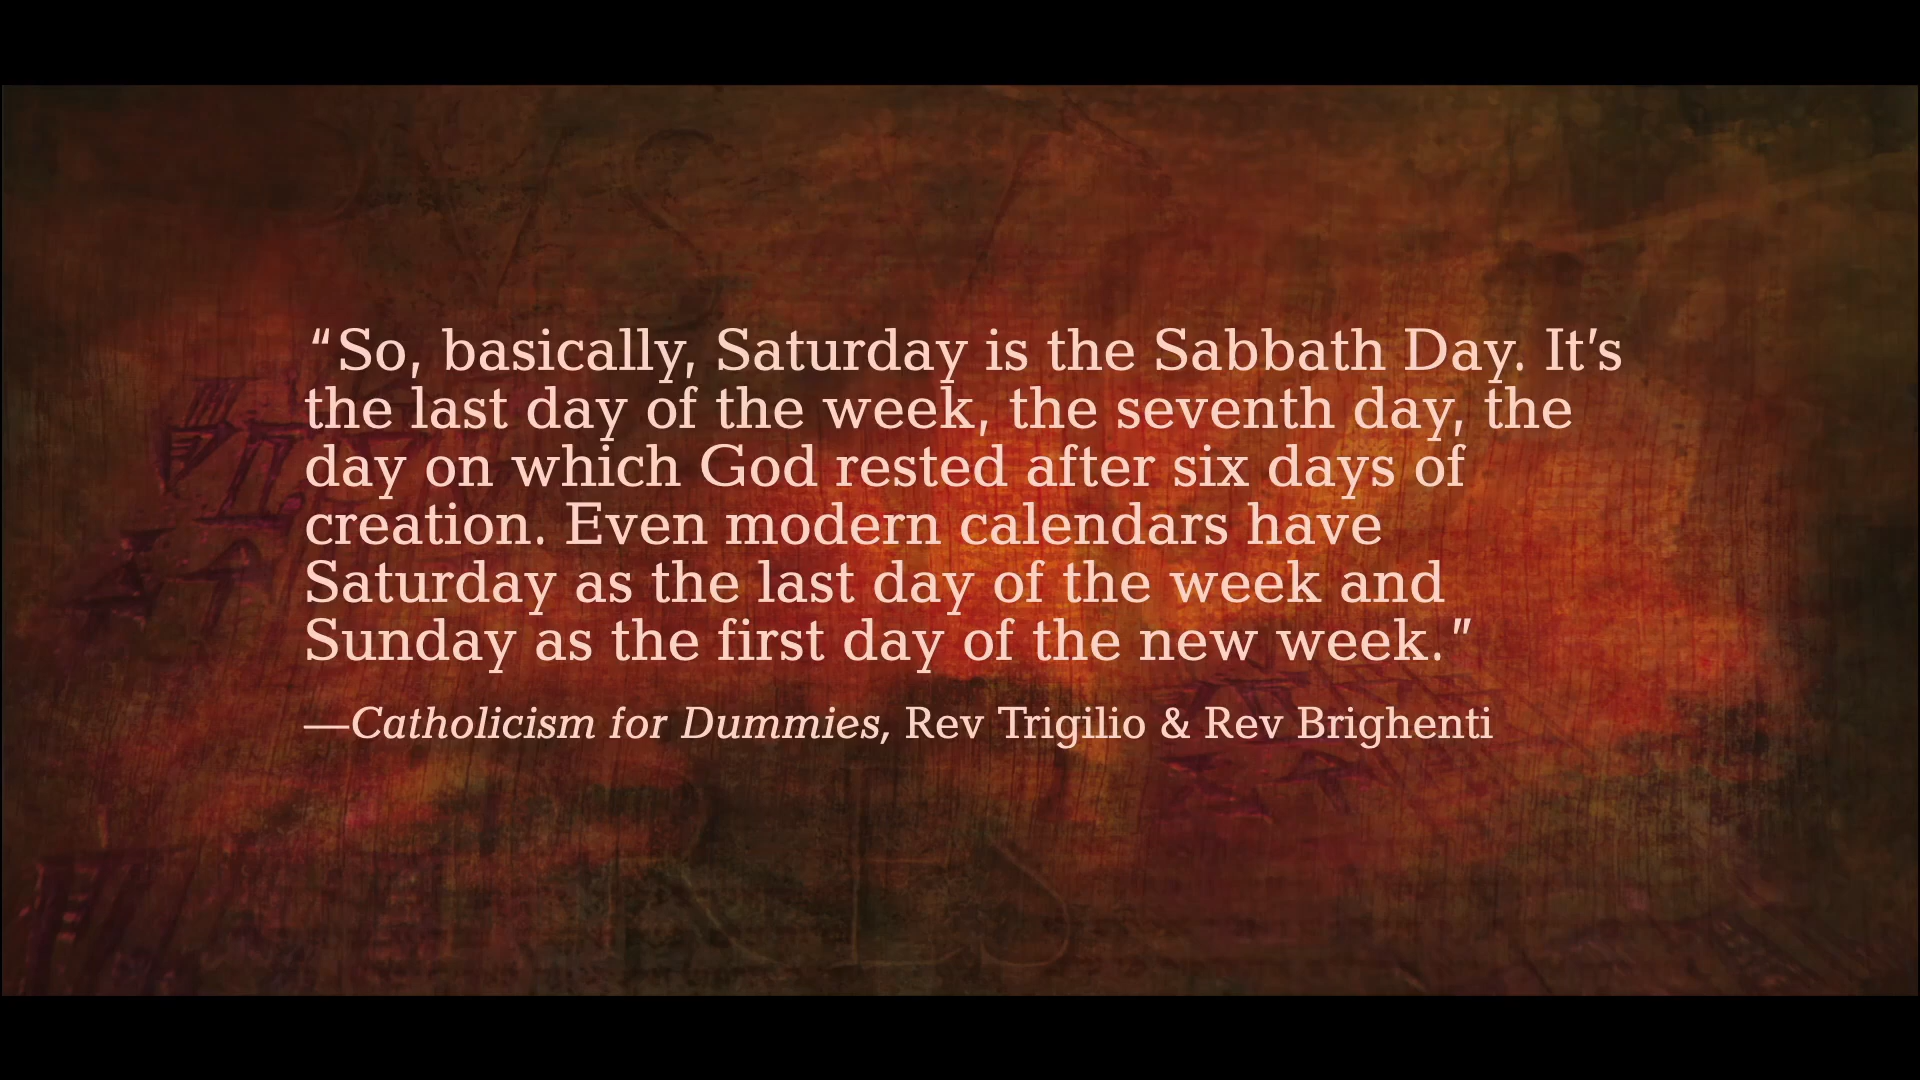 “So, basically, Saturday is the Sabbath Day. It’s
the last day of the week, the seventh day, the
day on which God rested after six days of
creation. Even modern calendars have
Saturday as the last day of the week and
Sunday as the first day of the new week.”
—Catholicism for Dummies, Rev Trigilio & Rev Brighenti